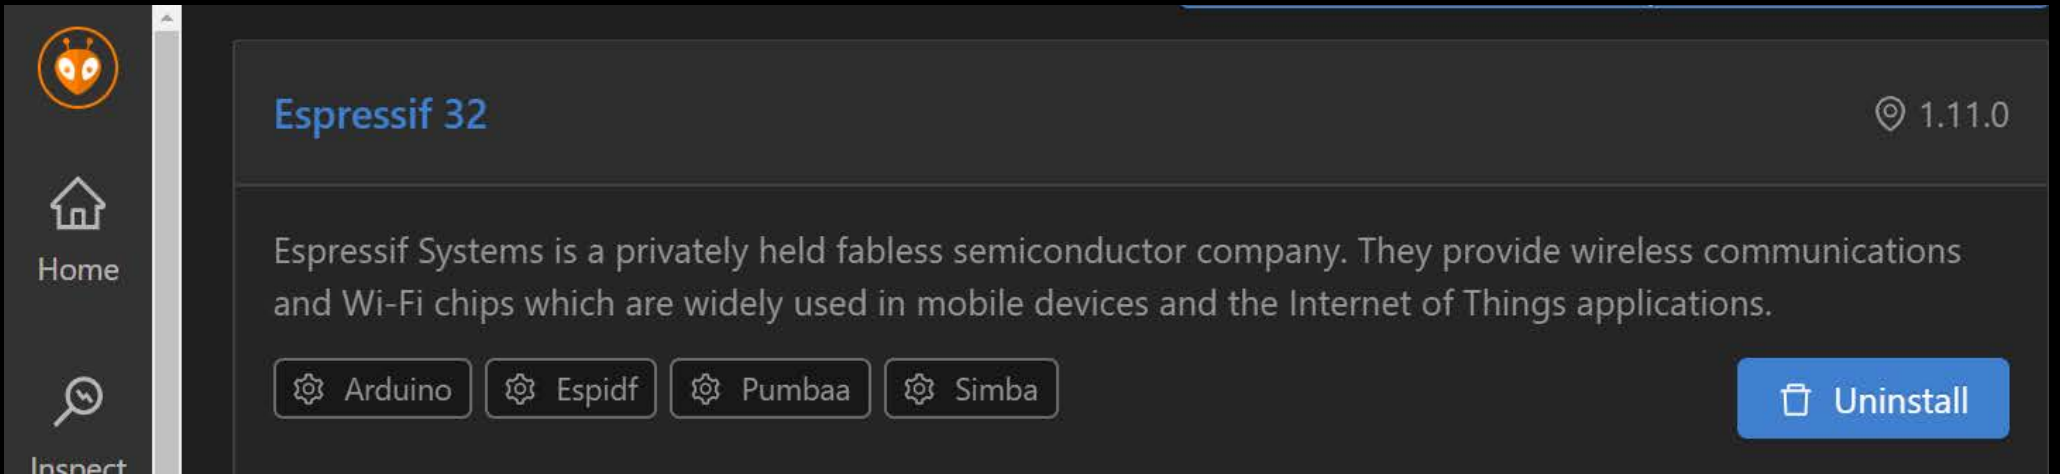 Espressif 32
1.11.0
Home
Espressif Systems is a privately held fabless semiconductor company. They provide wireless communications
and Wi-Fi chips which are widely used in mobile devices and the Internet of Things applications.
Arduino Espidf Pumbaa Simba
Uninstall
Inspect